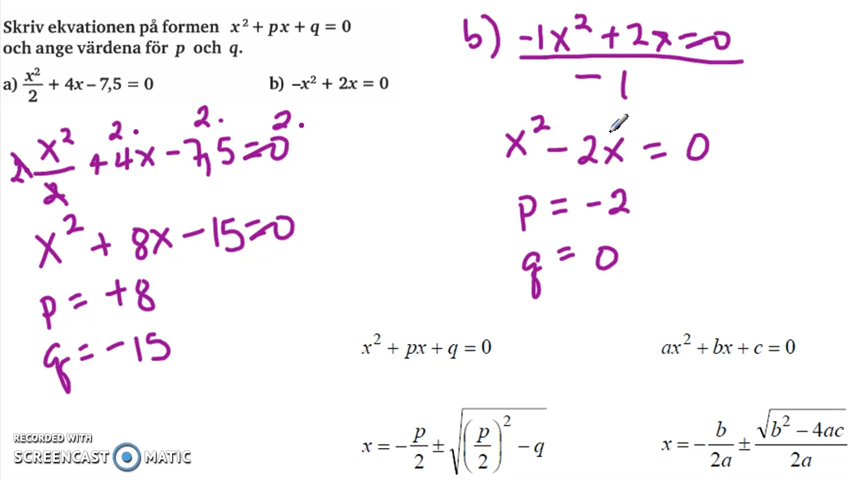 Skriv ekvationen på formen x² + px + q = 0
och ange värdena för p och q.
a) x²/2 + 4x – 7,5 = 0
b) –x² + 2x = 0
2· x²/2 + 2· 4x – 2· 7,5 = 2· 0
x² + 8x – 15 = 0
p = +8
q = –15
b) –1x² + 2x = 0
–1
x² – 2x = 0
p = –2
q = 0
x² + px + q = 0
x = –p/2 ± √((p/2)² – q)
ax² + bx + c = 0
x = –b/2a ± √(b² – 4ac)/2a
RECORDED WITH
SCREENCAST MATIC